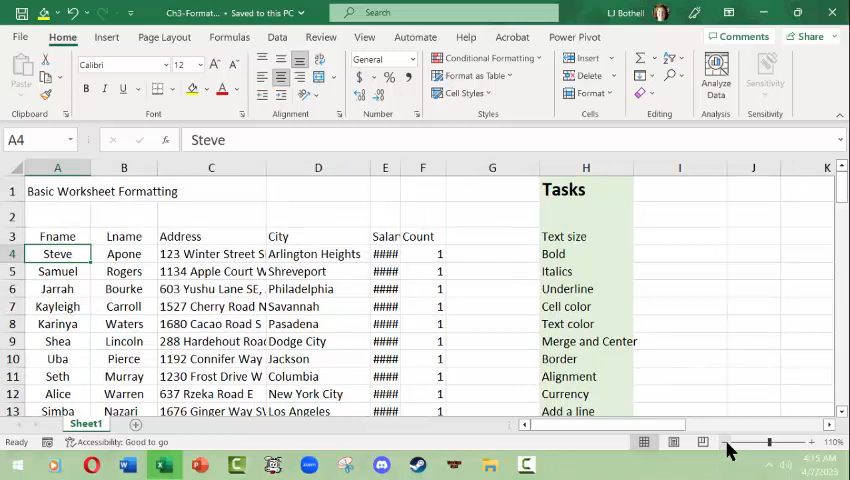 Ch3-Format... • Saved to this PC
Search
LJ Bothell
File Home Insert Page Layout Formulas Data Review View Automate Help Acrobat Power Pivot
Comments Share
Paste
Calibri 12
B I U
Clipboard Font Alignment
General
$ % ,
Number
Conditional Formatting
Format as Table
Cell Styles
Styles
Insert
Delete
Format
Cells
Editing
Analyze Data
Analysis
Sensitivity
Sensitivity
A4 fx Steve
A B C D E F G H I J K
1 Basic Worksheet Formatting Tasks
2
3 Fname Lname Address City Salar Count Text size
4 Steve Apone 123 Winter Street S Arlington Heights #### 1 Bold
5 Samuel Rogers 1134 Apple Court W Shreveport #### 1 Italics
6 Jarrah Bourke 603 Yushu Lane SE, Philadelphia #### 1 Underline
7 Kayleigh Carroll 1527 Cherry Road N Savannah #### 1 Cell color
8 Karinya Waters 1680 Cacao Road S Pasadena #### 1 Text color
9 Shea Lincoln 288 Hardehout Road Dodge City #### 1 Merge and Center
10 Uba Pierce 1192 Connifer Way Jackson #### 1 Border
11 Seth Murray 1230 Frost Drive W Columbia #### 1 Alignment
12 Alice Warren 637 Rzeka Road E New York City #### 1 Currency
13 Simba Nazari 1676 Ginger Way SW Los Angeles #### 1 Add a line
Sheet1
Ready Accessibility: Good to go 110%
4:15 AM
4/7/2023